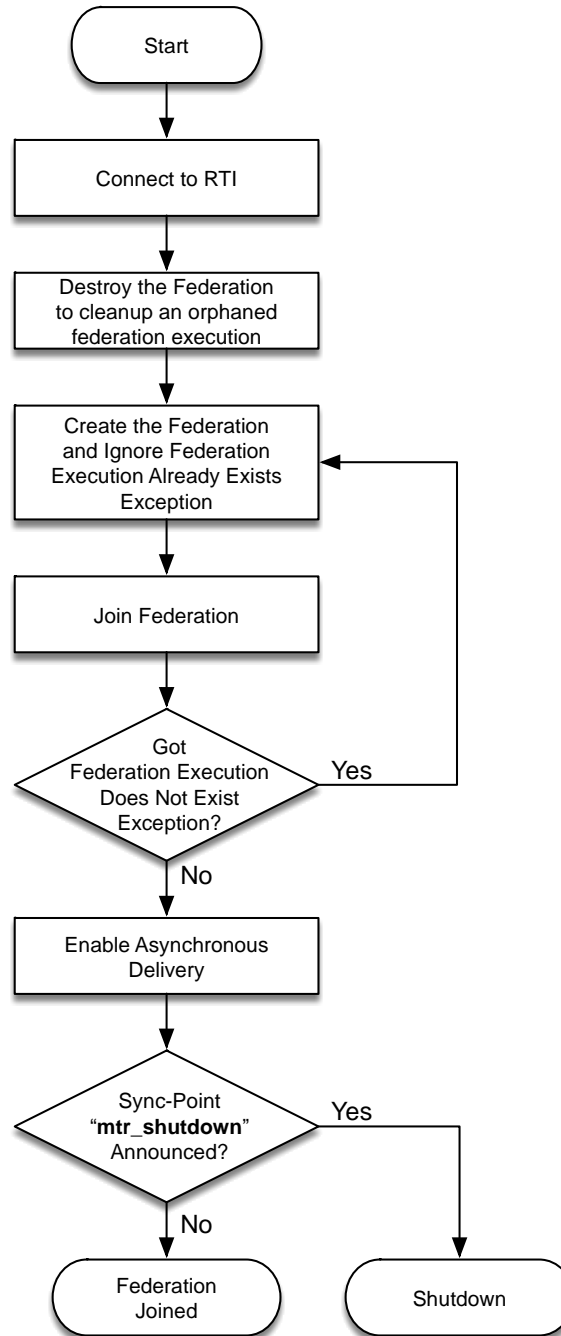 Start
Connect to RTI
Destroy the Federation
to cleanup an orphaned
federation execution
Create the Federation
and Ignore Federation
Execution Already Exists
Exception
Join Federation
Got
Federation Execution
Does Not Exist
Exception?
Yes
No
Enable Asynchronous
Delivery
Sync-Point
“mtr_shutdown”
Announced?
Yes
No
Federation
Joined
Shutdown